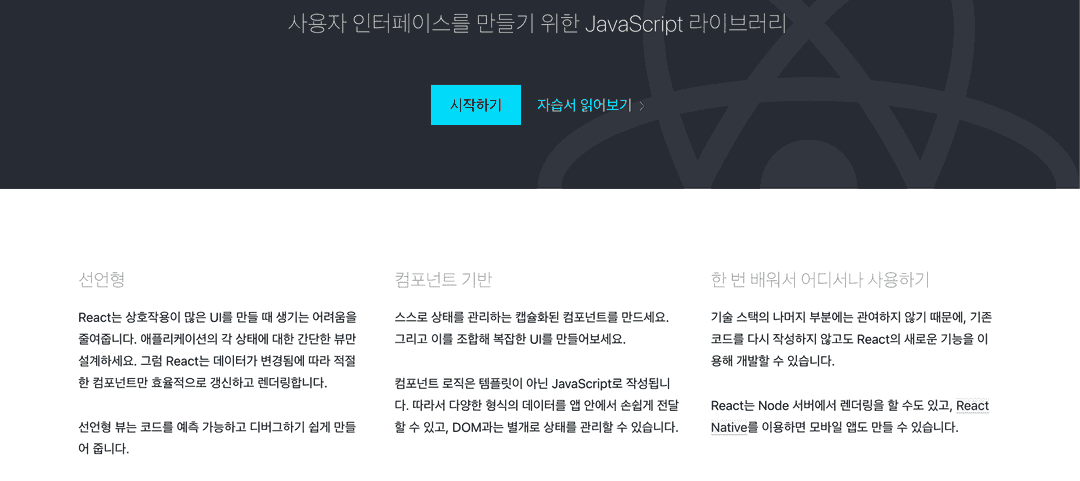 사용자 인터페이스를 만들기 위한 JavaScript 라이브러리
시작하기
자습서 읽어보기 >
선언형
React는 상호작용이 많은 UI를 만들 때 생기는 어려움을
줄여줍니다. 애플리케이션의 각 상태에 대한 간단한 뷰만
설계하세요. 그럼 React는 데이터가 변경됨에 따라 적절
한 컴포넌트만 효율적으로 갱신하고 렌더링합니다.
선언형 뷰는 코드를 예측 가능하고 디버그하기 쉽게 만들
어 줍니다.
컴포넌트 기반
스스로 상태를 관리하는 캡슐화된 컴포넌트를 만드세요.
그리고 이를 조합해 복잡한 UI를 만들어보세요.
컴포넌트 로직은 템플릿이 아닌 JavaScript로 작성됩니
다. 따라서 다양한 형식의 데이터를 앱 안에서 손쉽게 전달
할 수 있고, DOM과는 별개로 상태를 관리할 수 있습니다.
한 번 배워서 어디서나 사용하기
기술 스택의 나머지 부분에는 관여하지 않기 때문에, 기존
코드를 다시 작성하지 않고도 React의 새로운 기능을 이
용해 개발할 수 있습니다.
React는 Node 서버에서 렌더링을 할 수도 있고, React
Native를 이용하면 모바일 앱도 만들 수 있습니다.